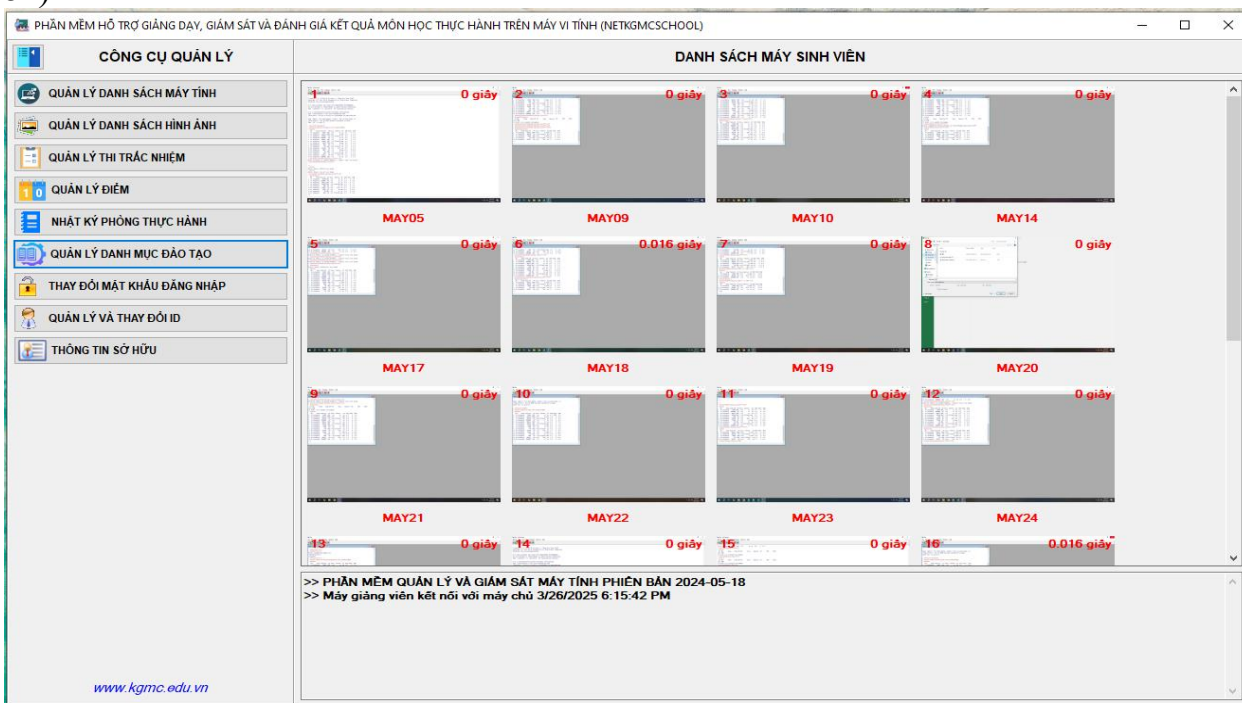 PHẦN MỀM HỖ TRỢ GIẢNG DẠY, GIÁM SÁT VÀ ĐÁNH GIÁ KẾT QUẢ MÔN HỌC THỰC HÀNH TRÊN MÁY VI TÍNH (NETKGMCSCHOOL)
CÔNG CỤ QUẢN LÝ
DANH SÁCH MÁY SINH VIÊN
QUẢN LÝ DANH SÁCH MÁY TÍNH
QUẢN LÝ DANH SÁCH HÌNH ẢNH
QUẢN LÝ THI TRẮC NHIỆM
QUẢN LÝ ĐIỂM
NHẬT KÝ PHÒNG THỰC HÀNH
QUẢN LÝ DANH MỤC ĐÀO TẠO
THAY ĐỔI MẬT KHẨU ĐĂNG NHẬP
QUẢN LÝ VÀ THAY ĐỔI ID
THÔNG TIN SỞ HỮU
www.kgmc.edu.vn
1 0 giây 2 0 giây 3 0 giây 4 0 giây
MAY05 MAY09 MAY10 MAY14
5 0 giây 6 0.016 giây 7 0 giây 8 0 giây
MAY17 MAY18 MAY19 MAY20
9 0 giây 10 0 giây 11 0 giây 12 0 giây
MAY21 MAY22 MAY23 MAY24
13 0 giây 14 0 giây 15 0 giây 16 0.016 giây
>> PHẦN MỀM QUẢN LÝ VÀ GIÁM SÁT MÁY TÍNH PHIÊN BẢN 2024-05-18
>> Máy giảng viên kết nối với máy chủ 3/26/2025 6:15:42 PM